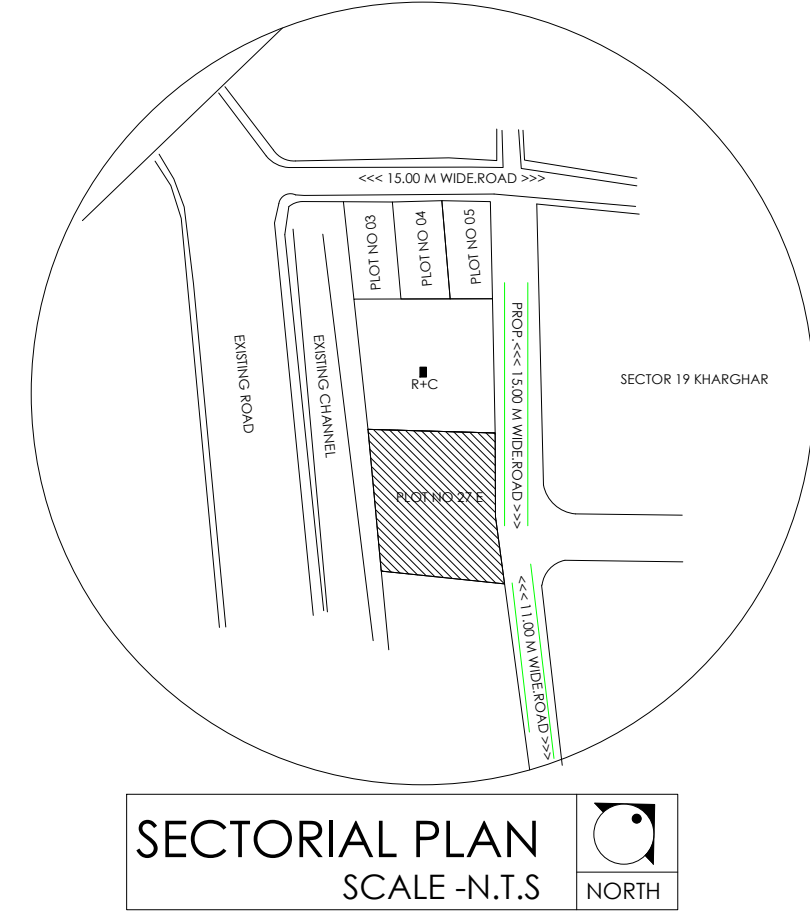 <<< 15.00 M WIDE.ROAD >>>
PLOT NO 03
PLOT NO 04
PLOT NO 05
EXISTING ROAD
EXISTING CHANNEL
R+C
PROP.<<< 15.00 M WIDE.ROAD >>>
SECTOR 19 KHARGHAR
PLOT NO 27 E
<<< 11.00 M WIDE.ROAD >>>
SECTORIAL PLAN
SCALE -N.T.S
NORTH